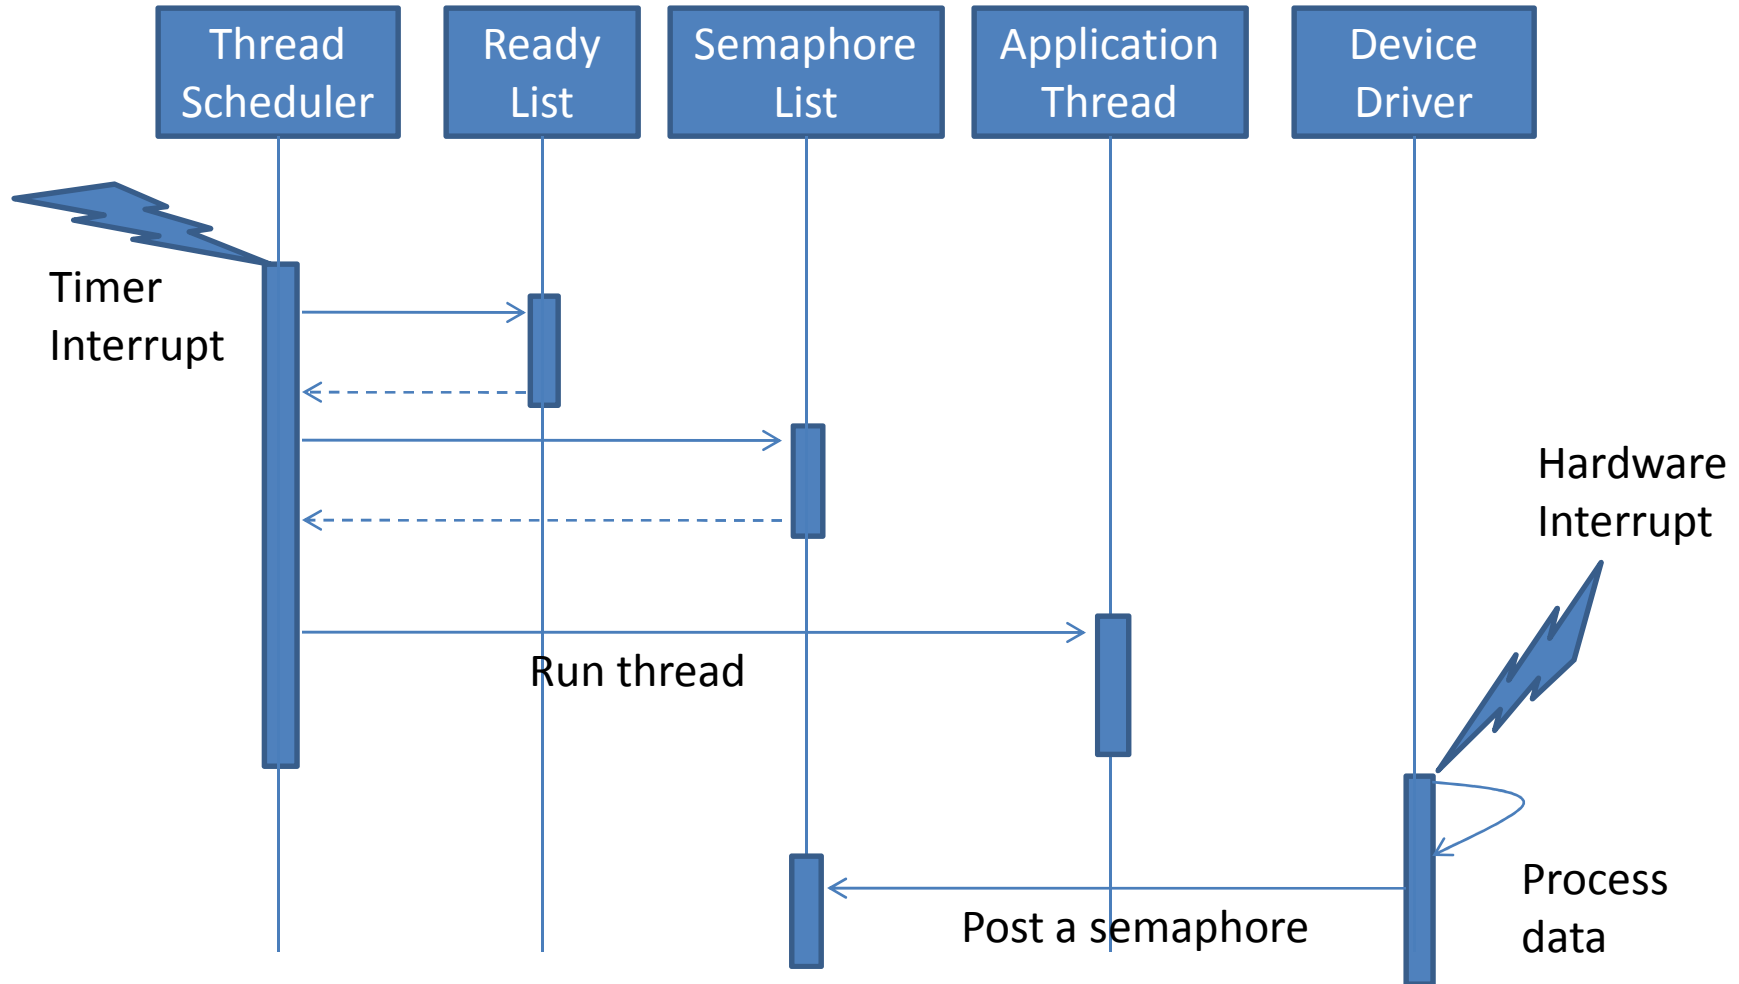 Thread
Scheduler
Ready
List
Semaphore
List
Application
Thread
Device
Driver
Timer
Interrupt
Hardware
Interrupt
Run thread
Process
data
Post a semaphore